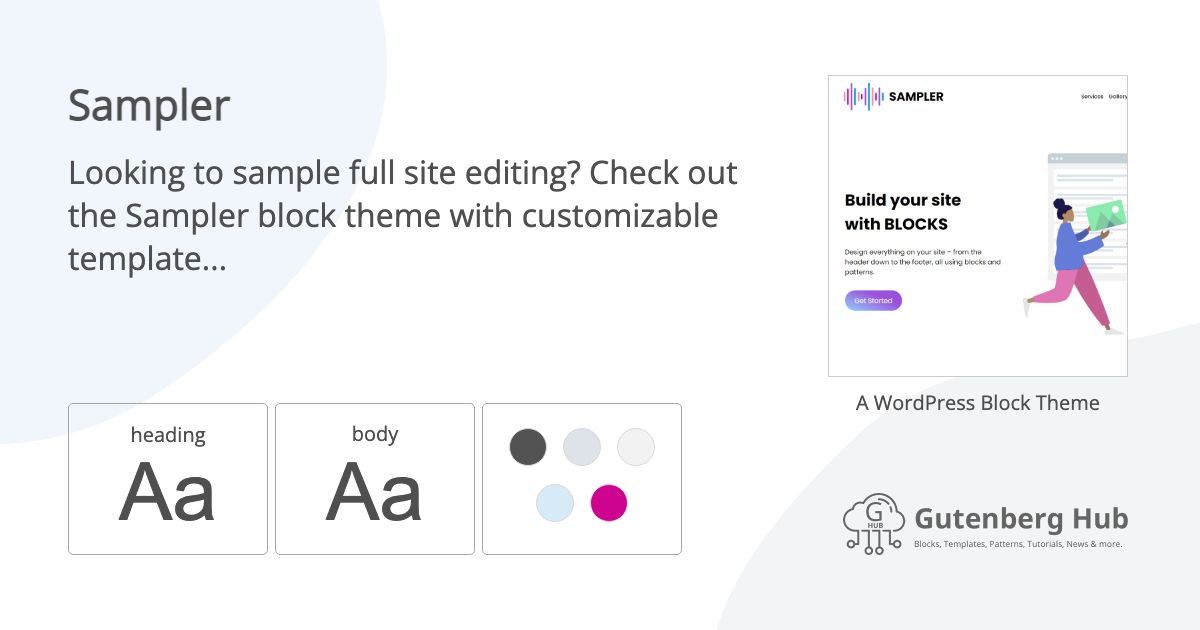 Sampler
Looking to sample full site editing? Check out
the Sampler block theme with customizable
template...
heading
Aa
body
Aa
SAMPLER
Services Gallery
Build your site
with BLOCKS
Design everything on your site – from the
header down to the footer, all using blocks and
patterns.
Get Started
A WordPress Block Theme
G
HUB
Gutenberg Hub
Blocks, Templates, Patterns, Tutorials, News & more.